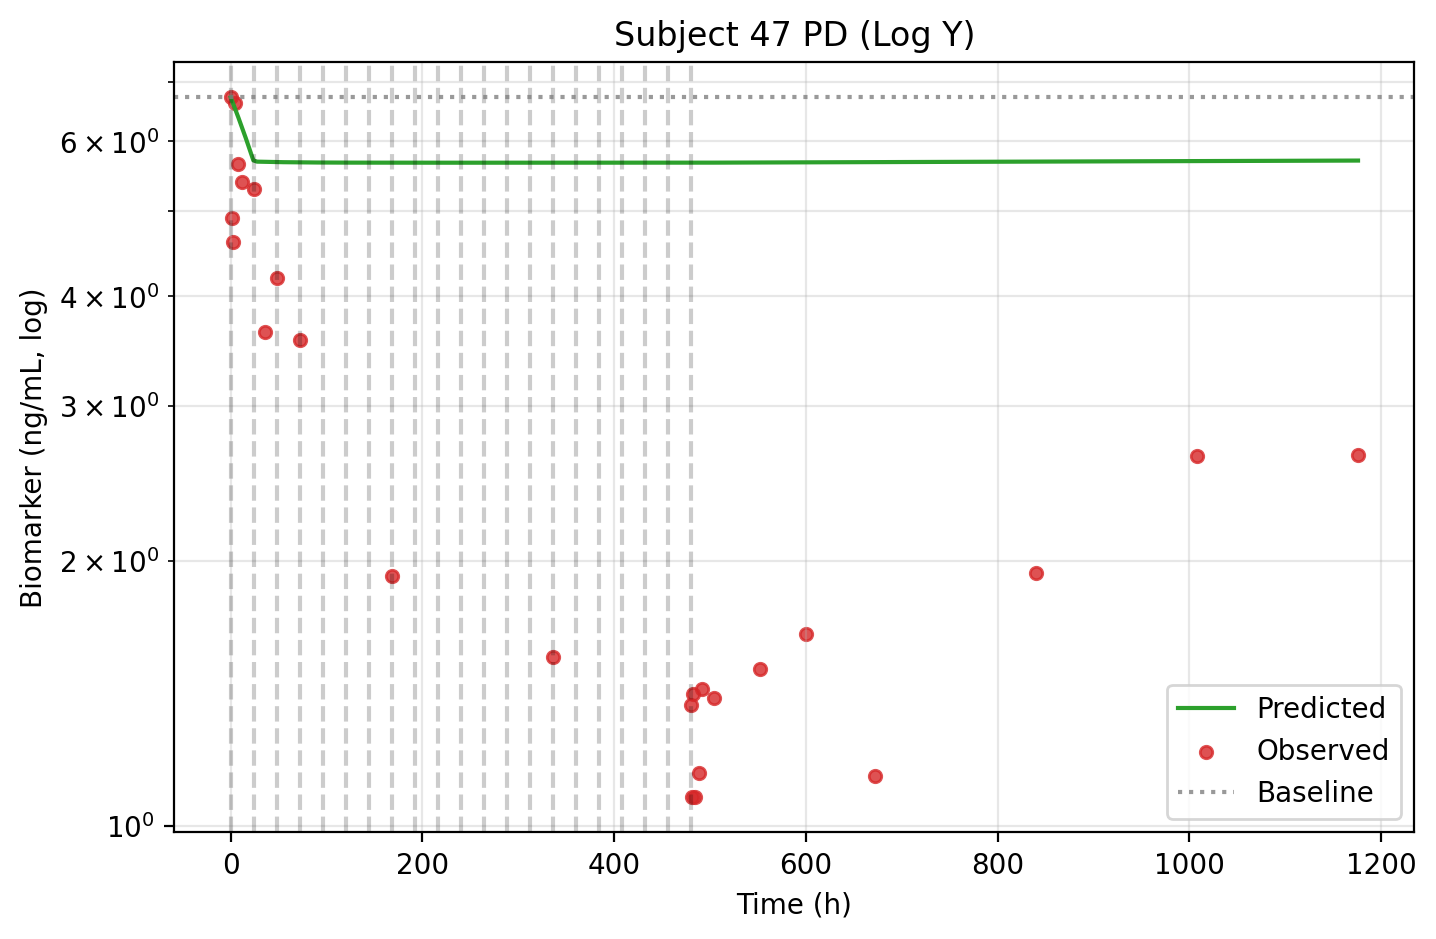 Subject 47 PD (Log Y)
Biomarker (ng/mL, log)
6 × 10⁰
4 × 10⁰
3 × 10⁰
2 × 10⁰
10⁰
0 200 400 600 800 1000 1200
Time (h)
Predicted
Observed
Baseline